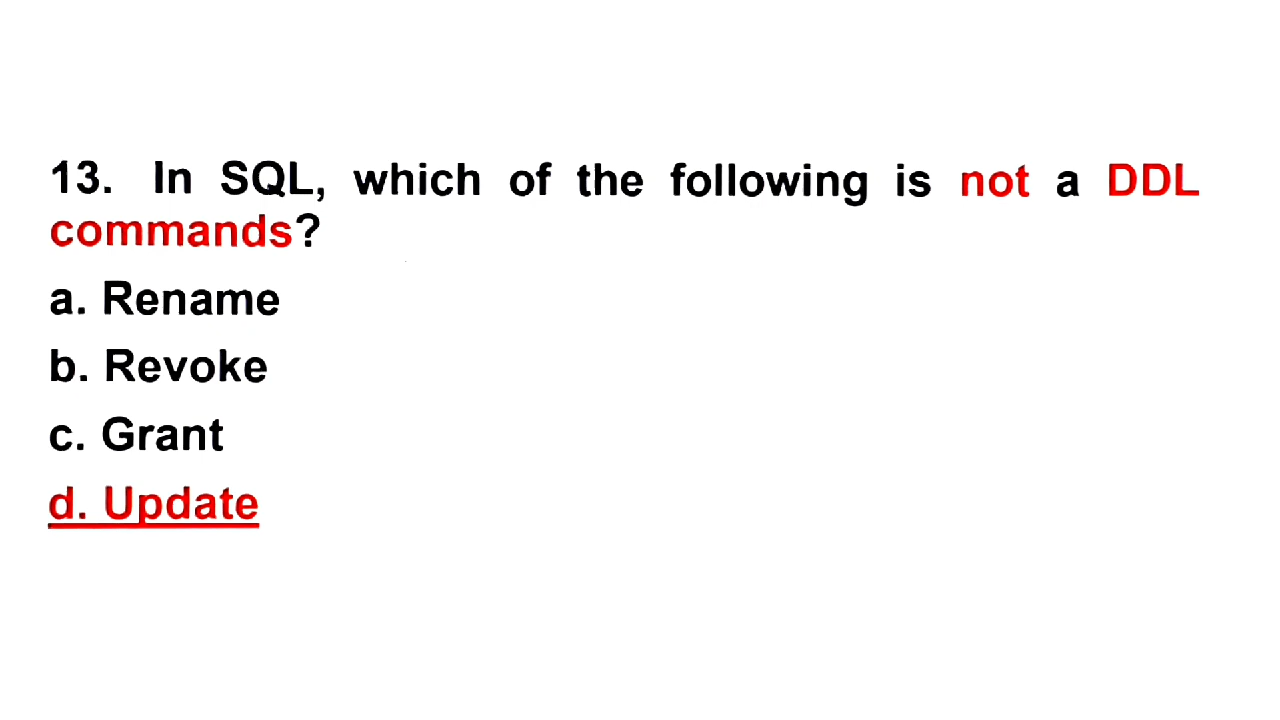 13. In SQL, which of the following is not a DDL
commands?
a. Rename
b. Revoke
c. Grant
d. Update